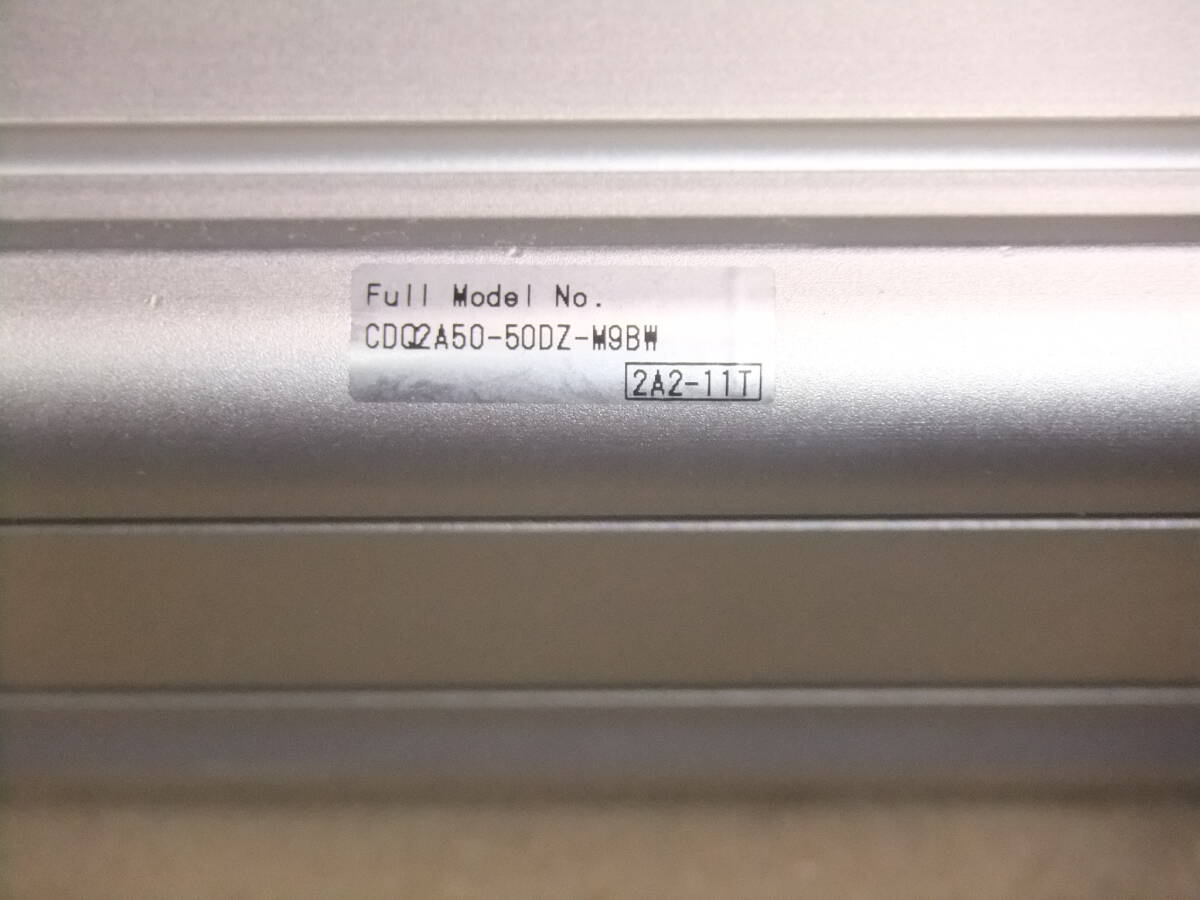 Full Model No.
CDQ2A50-50DZ-M9BW
2A2-11T